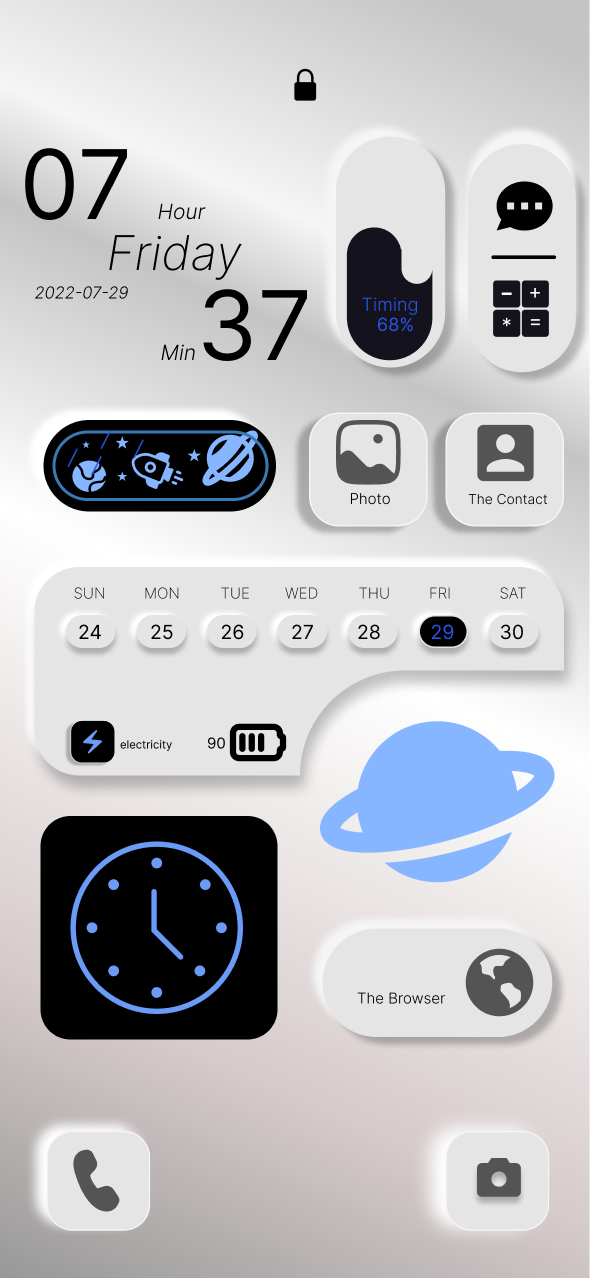 07
Hour
Friday
2022-07-29
Min 37
Timing
68%
Photo
The Contact
SUN MON TUE WED THU FRI SAT
24 25 26 27 28 29 30
electricity 90
The Browser